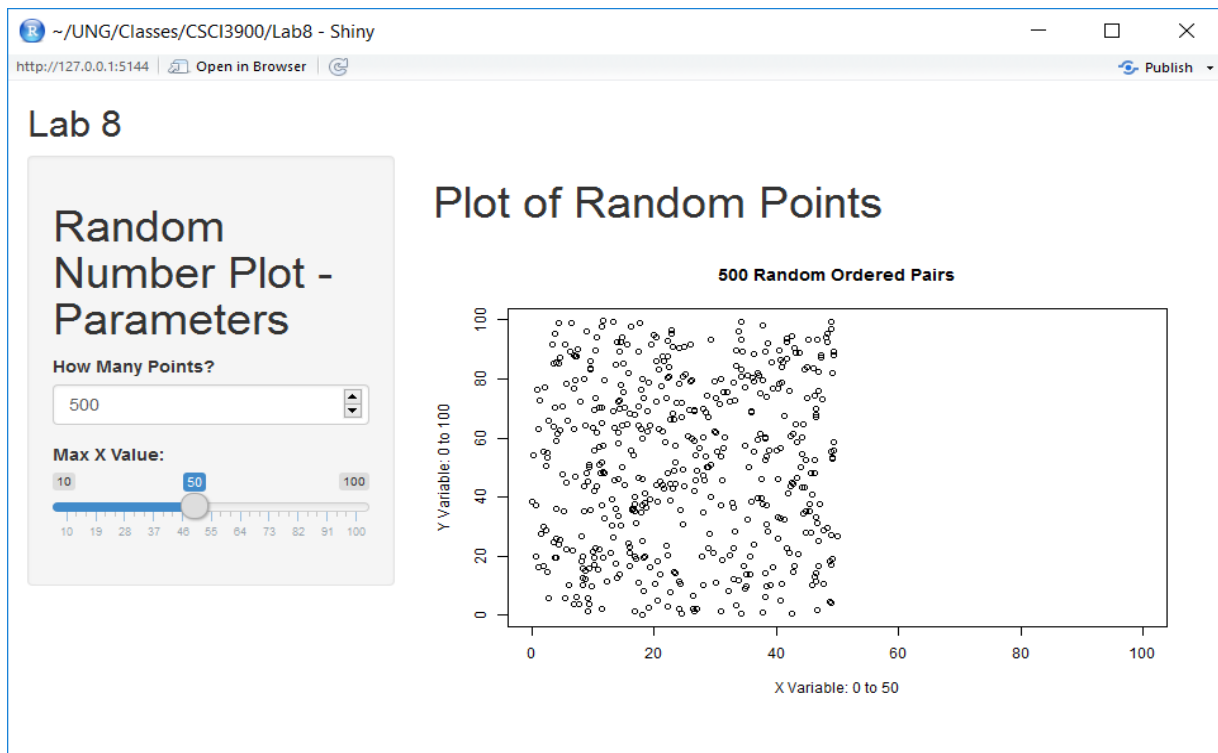 ~/UNG/Classes/CSCI3900/Lab8 - Shiny
http://127.0.0.1:5144 Open in Browser Publish
Lab 8
Random
Number Plot -
Parameters
How Many Points?
500
Max X Value:
10 50 100
10 19 28 37 46 55 64 73 82 91 100
Plot of Random Points
500 Random Ordered Pairs
Y Variable: 0 to 100
100
80
60
40
20
0
0 20 40 60 80 100
X Variable: 0 to 50